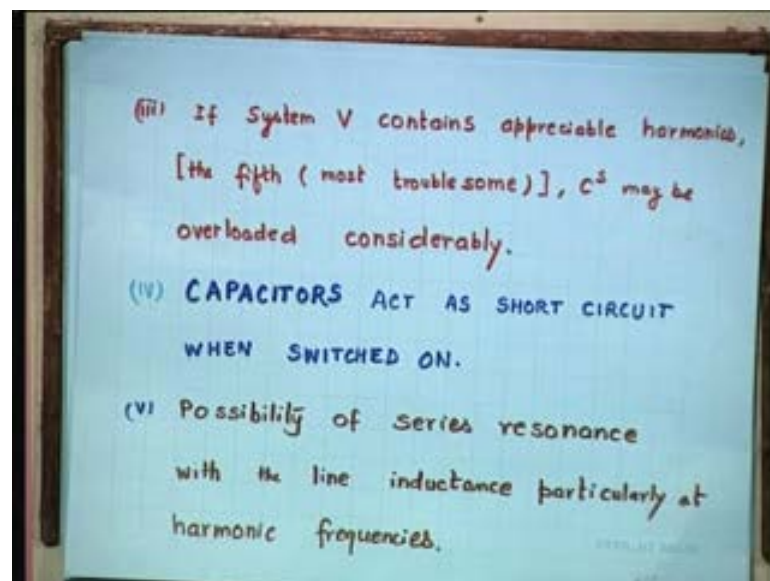 (iii) If System V contains appreciable harmonics,
[the fifth (most troublesome)], Cˢ may be
overloaded considerably.
(iv) CAPACITORS ACT AS SHORT CIRCUIT
WHEN SWITCHED ON.
(v) Possibility of series resonance
with the line inductance particularly at
harmonic frequencies.